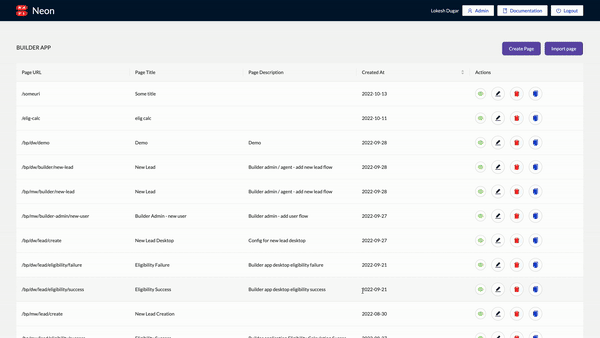 RA
PI
Neon
Lokesh Dugar
Admin
Documentation
Logout
BUILDER APP
Create Page
Import page
Page URL Page Title Page Description Created At Actions
/someuri Some title 2022-10-13
/elig-calc elig calc 2022-10-11
/bp/dw/demo Demo Demo 2022-09-28
/bp/dw/builder/new-lead New Lead Builder admin / agent - add new lead flow 2022-09-28
/bp/mw/builder/new-lead New Lead Builder admin / agent - add new lead flow 2022-09-28
/bp/mw/builder-admin/new-user Builder Admin - new user Builder admin - add user flow 2022-09-27
/bp/dw/lead/create New Lead Desktop Config for new lead desktop 2022-09-27
/bp/dw/lead/eligibility/failure Eligibility Failure Builder app desktop eligibility failure 2022-09-21
/bp/dw/lead/eligibility/success Eligibility Success Builder app desktop eligibility success 2022-09-21
/bp/mw/lead/create New Lead Creation 2022-08-30